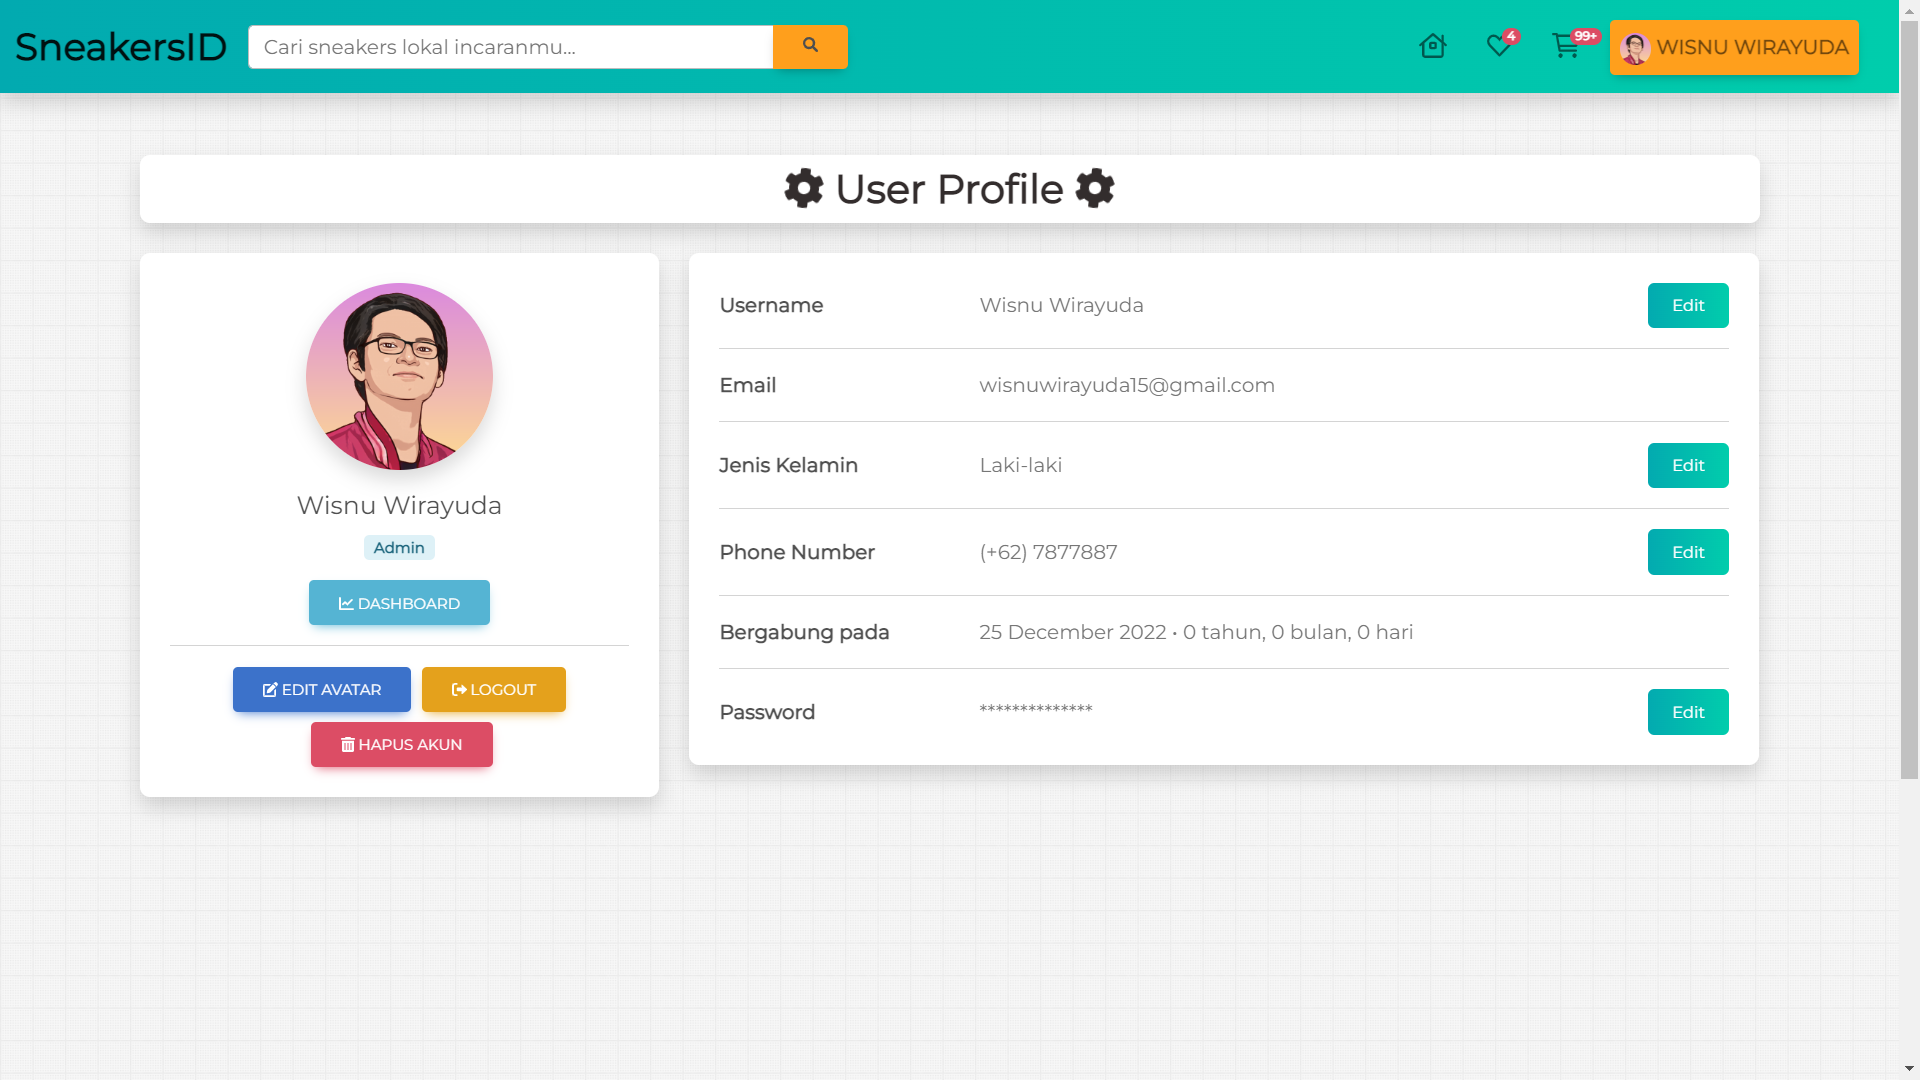 SneakersID
Cari sneakers lokal incaranmu...
4
99+
WISNU WIRAYUDA
User Profile
Wisnu Wirayuda
Admin
DASHBOARD
EDIT AVATAR
LOGOUT
HAPUS AKUN
Username Wisnu Wirayuda Edit
Email wisnuwirayuda15@gmail.com
Jenis Kelamin Laki-laki Edit
Phone Number (+62) 7877887 Edit
Bergabung pada 25 December 2022 • 0 tahun, 0 bulan, 0 hari
Password ************** Edit